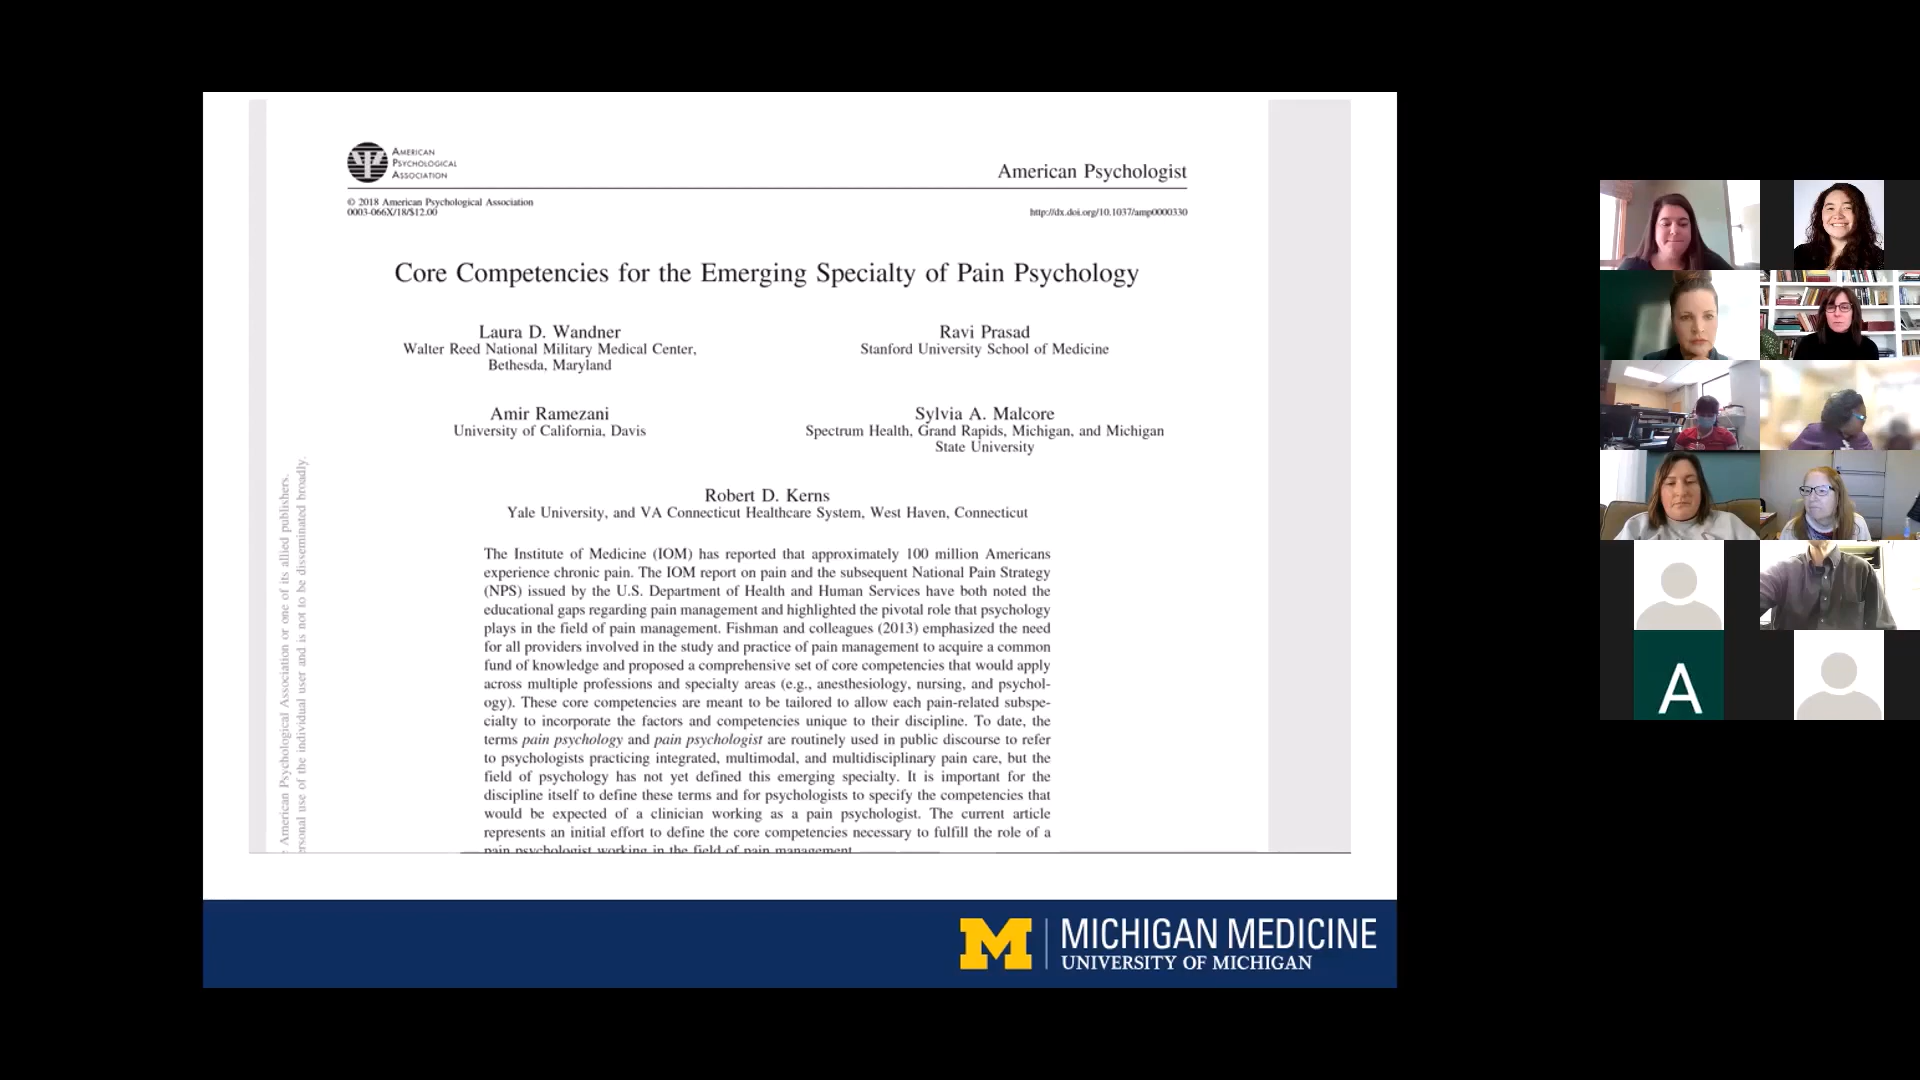 AMERICAN
PSYCHOLOGICAL
ASSOCIATION
American Psychologist
© 2018 American Psychological Association
0003-066X/18/$12.00
http://dx.doi.org/10.1037/amp0000330
Core Competencies for the Emerging Specialty of Pain Psychology
Laura D. Wandner
Walter Reed National Military Medical Center,
Bethesda, Maryland
Ravi Prasad
Stanford University School of Medicine
Amir Ramezani
University of California, Davis
Sylvia A. Malcore
Spectrum Health, Grand Rapids, Michigan, and Michigan
State University
Robert D. Kerns
Yale University, and VA Connecticut Healthcare System, West Haven, Connecticut
The Institute of Medicine (IOM) has reported that approximately 100 million Americans
experience chronic pain. The IOM report on pain and the subsequent National Pain Strategy
(NPS) issued by the U.S. Department of Health and Human Services have both noted the
educational gaps regarding pain management and highlighted the pivotal role that psychology
plays in the field of pain management. Fishman and colleagues (2013) emphasized the need
for all providers involved in the study and practice of pain management to acquire a common
fund of knowledge and proposed a comprehensive set of core competencies that would apply
across multiple professions and specialty areas (e.g., anesthesiology, nursing, and psychol-
ogy). These core competencies are meant to be tailored to allow each pain-related subspe-
cialty to incorporate the factors and competencies unique to their discipline. To date, the
terms pain psychology and pain psychologist are routinely used in public discourse to refer
to psychologists practicing integrated, multimodal, and multidisciplinary pain care, but the
field of psychology has not yet defined this emerging specialty. It is important for the
discipline itself to define these terms and for psychologists to specify the competencies that
would be expected of a clinician working as a pain psychologist. The current article
represents an initial effort to define the core competencies necessary to fulfill the role of a
pain psychologist working in the field of pain management.
American Psychological Association or one of its allied publishers.
ersonal use of the individual user and is not to be disseminated broadly.
M
MICHIGAN MEDICINE
UNIVERSITY OF MICHIGAN
A